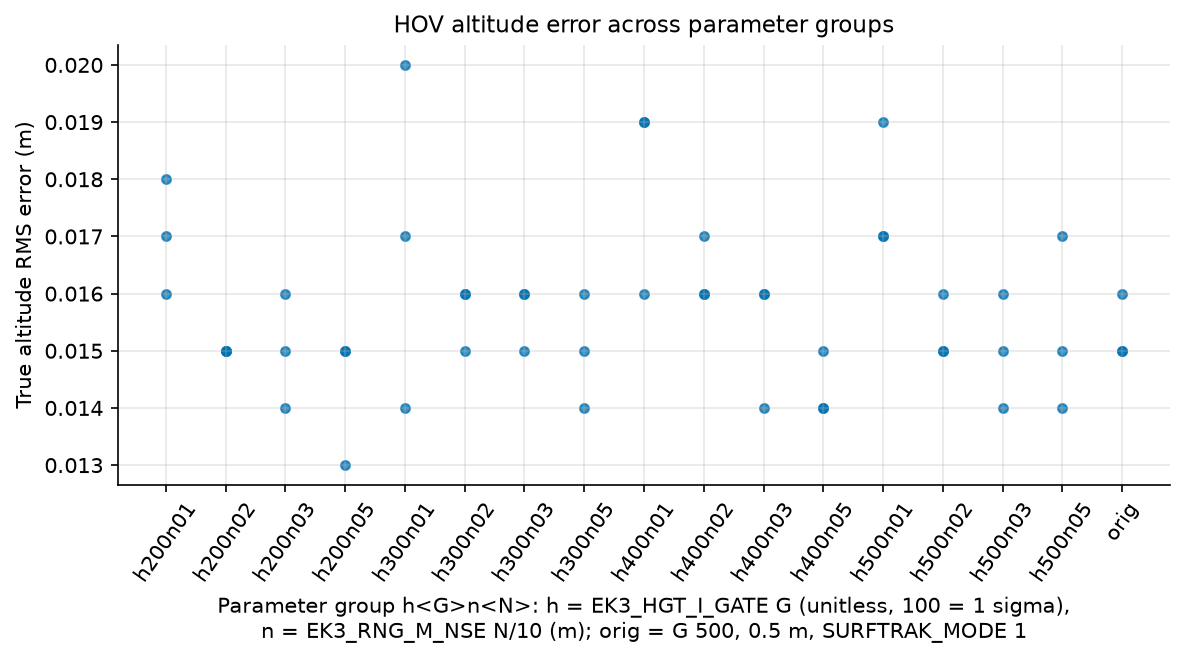 HOV altitude error across parameter groups
True altitude RMS error (m)
0.020
0.019
0.018
0.017
0.016
0.015
0.014
0.013
h200n01
h200n02
h200n03
h200n05
h300n01
h300n02
h300n03
h300n05
h400n01
h400n02
h400n03
h400n05
h500n01
h500n02
h500n03
h500n05
orig
Parameter group h<G>n<N>: h = EK3_HGT_I_GATE G (unitless, 100 = 1 sigma),
n = EK3_RNG_M_NSE N/10 (m); orig = G 500, 0.5 m, SURFTRAK_MODE 1